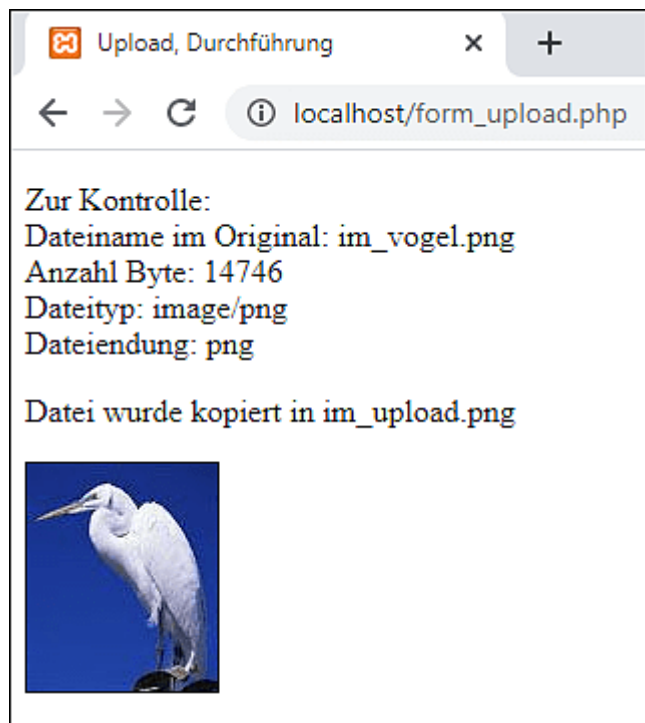 Upload, Durchführung
localhost/form_upload.php
Zur Kontrolle:
Dateiname im Original: im_vogel.png
Anzahl Byte: 14746
Dateityp: image/png
Dateiendung: png
Datei wurde kopiert in im_upload.png